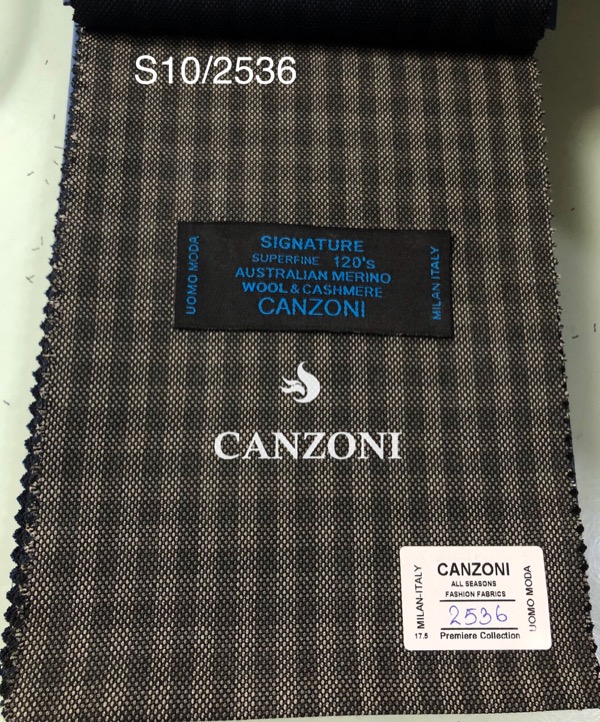 S10/2536
UOMO MODA
SIGNATURE
SUPERFINE 120's
AUSTRALIAN MERINO
WOOL & CASHMERE
CANZONI
MILAN ITALY
CANZONI
MILAN-ITALY
CANZONI
ALL SEASONS
FASHION FABRICS
2536
17.5 Premiere Collection
UOMO MODA